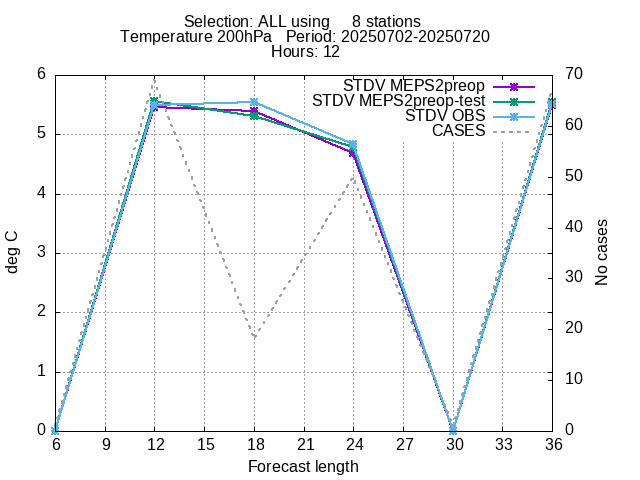 Selection: ALL using     8 stations
Temperature 200hPa   Period: 20250702-20250720
Hours: 12
STDV MEPS2preop
STDV MEPS2preop-test
STDV OBS
CASES
deg C
No cases
6
5
4
3
2
1
0
70
60
50
40
30
20
10
0
6 9 12 15 18 21 24 27 30 33 36
Forecast length